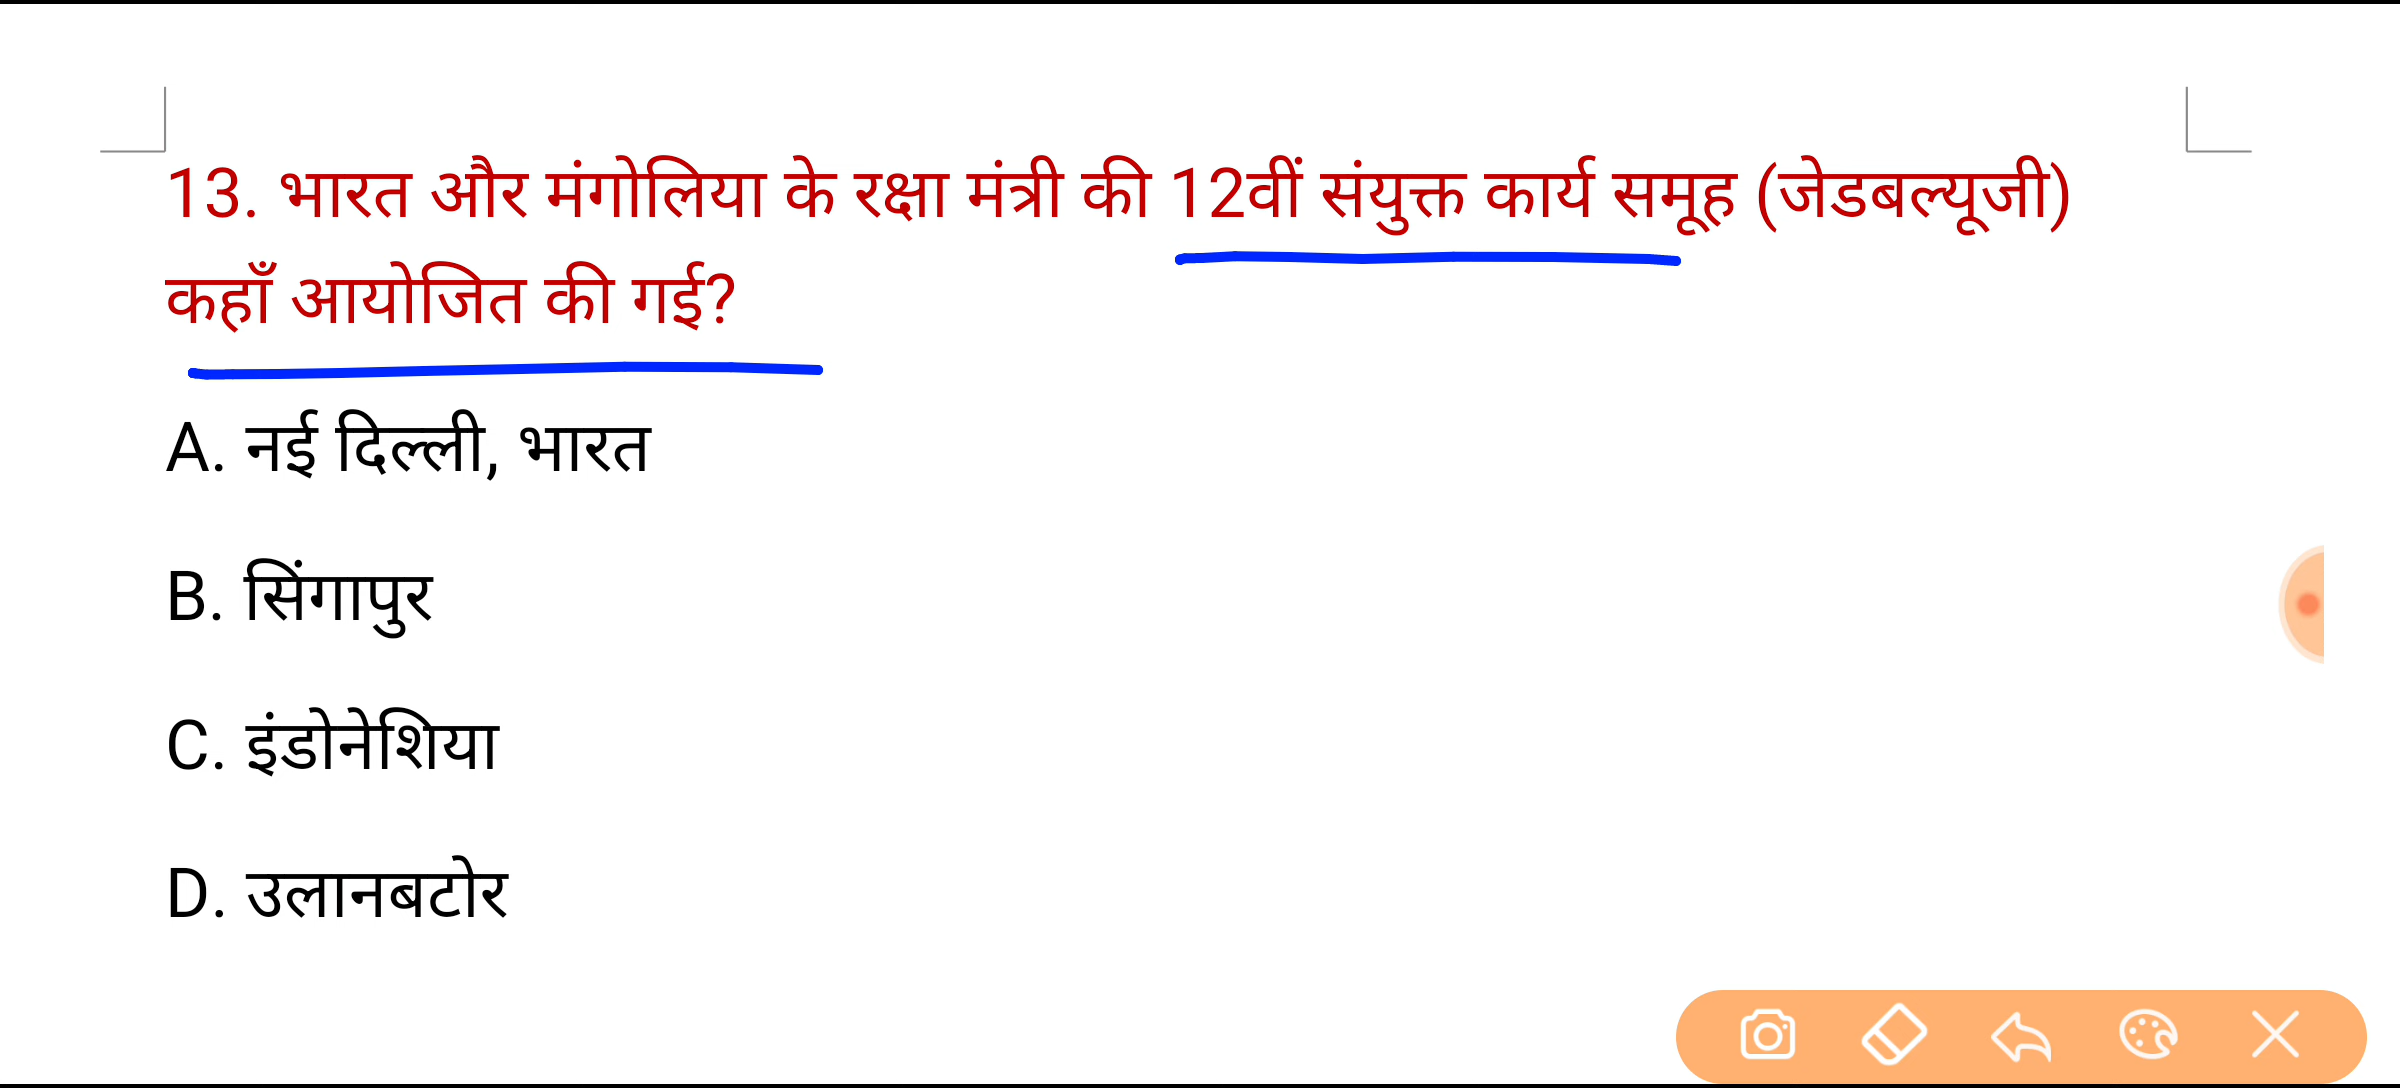 13. भारत और मंगोलिया के रक्षा मंत्री की 12वीं संयुक्त कार्य समूह (जेडबल्यूजी)
कहाँ आयोजित की गई?
A. नई दिल्ली, भारत
B. सिंगापुर
C. इंडोनेशिया
D. उलानबटोर